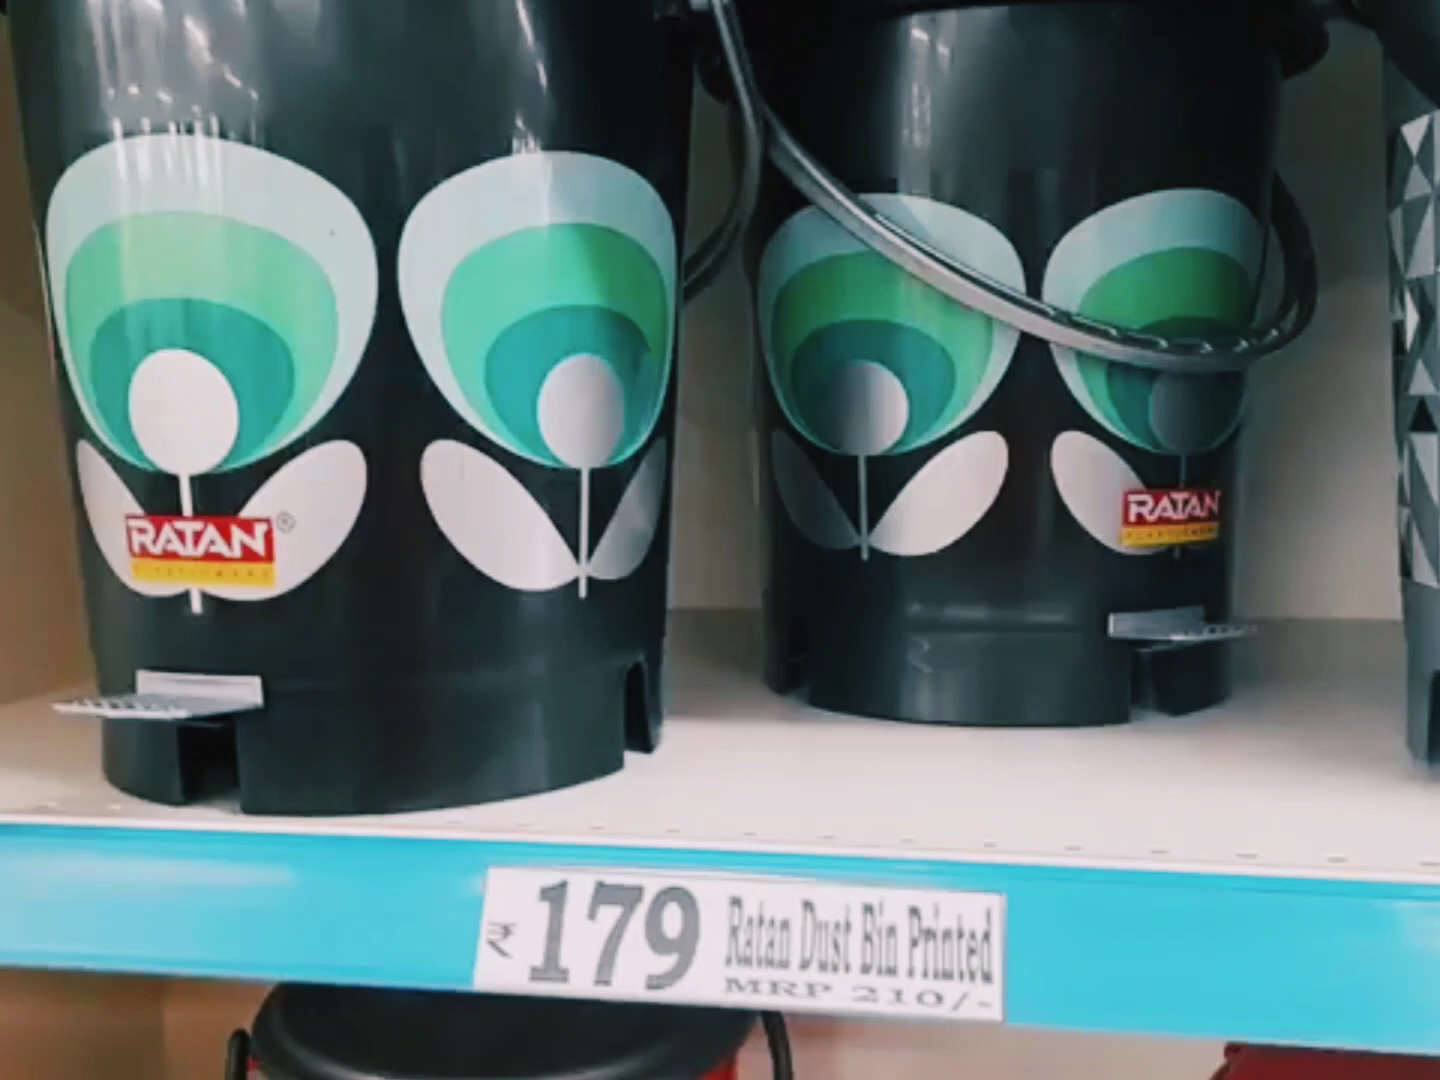 RATAN®
RATAN
₹ 179 Ratan Dust Bin Printed
MRP 210/-